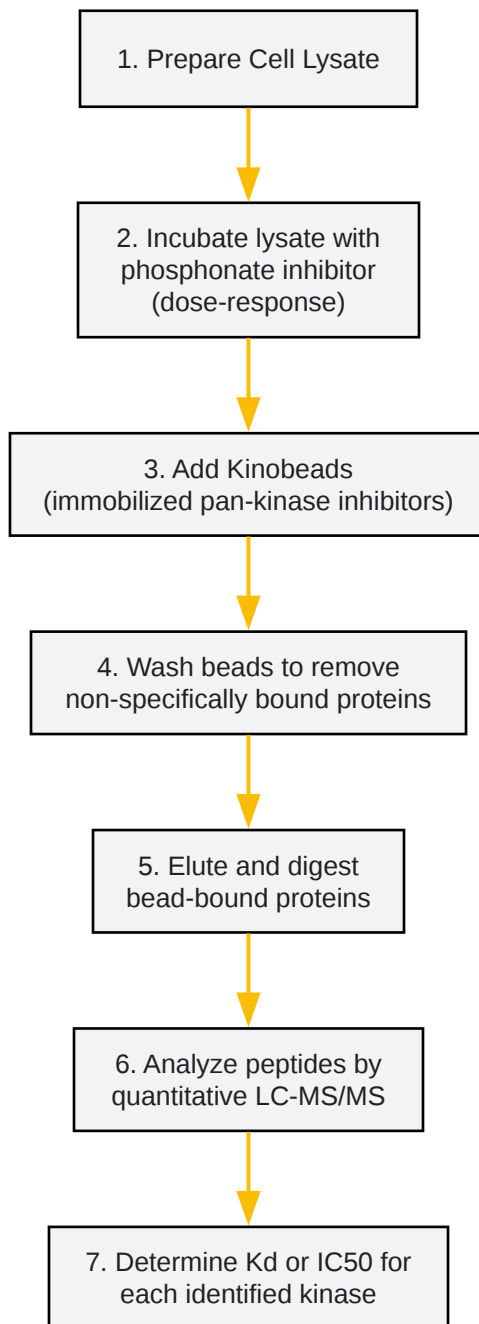 1. Prepare Cell Lysate
2. Incubate lysate with
phosphonate inhibitor
(dose-response)
3. Add Kinobeads
(immobilized pan-kinase inhibitors)
4. Wash beads to remove
non-specifically bound proteins
5. Elute and digest
bead-bound proteins
6. Analyze peptides by
quantitative LC-MS/MS
7. Determine Kd or IC50 for
each identified kinase